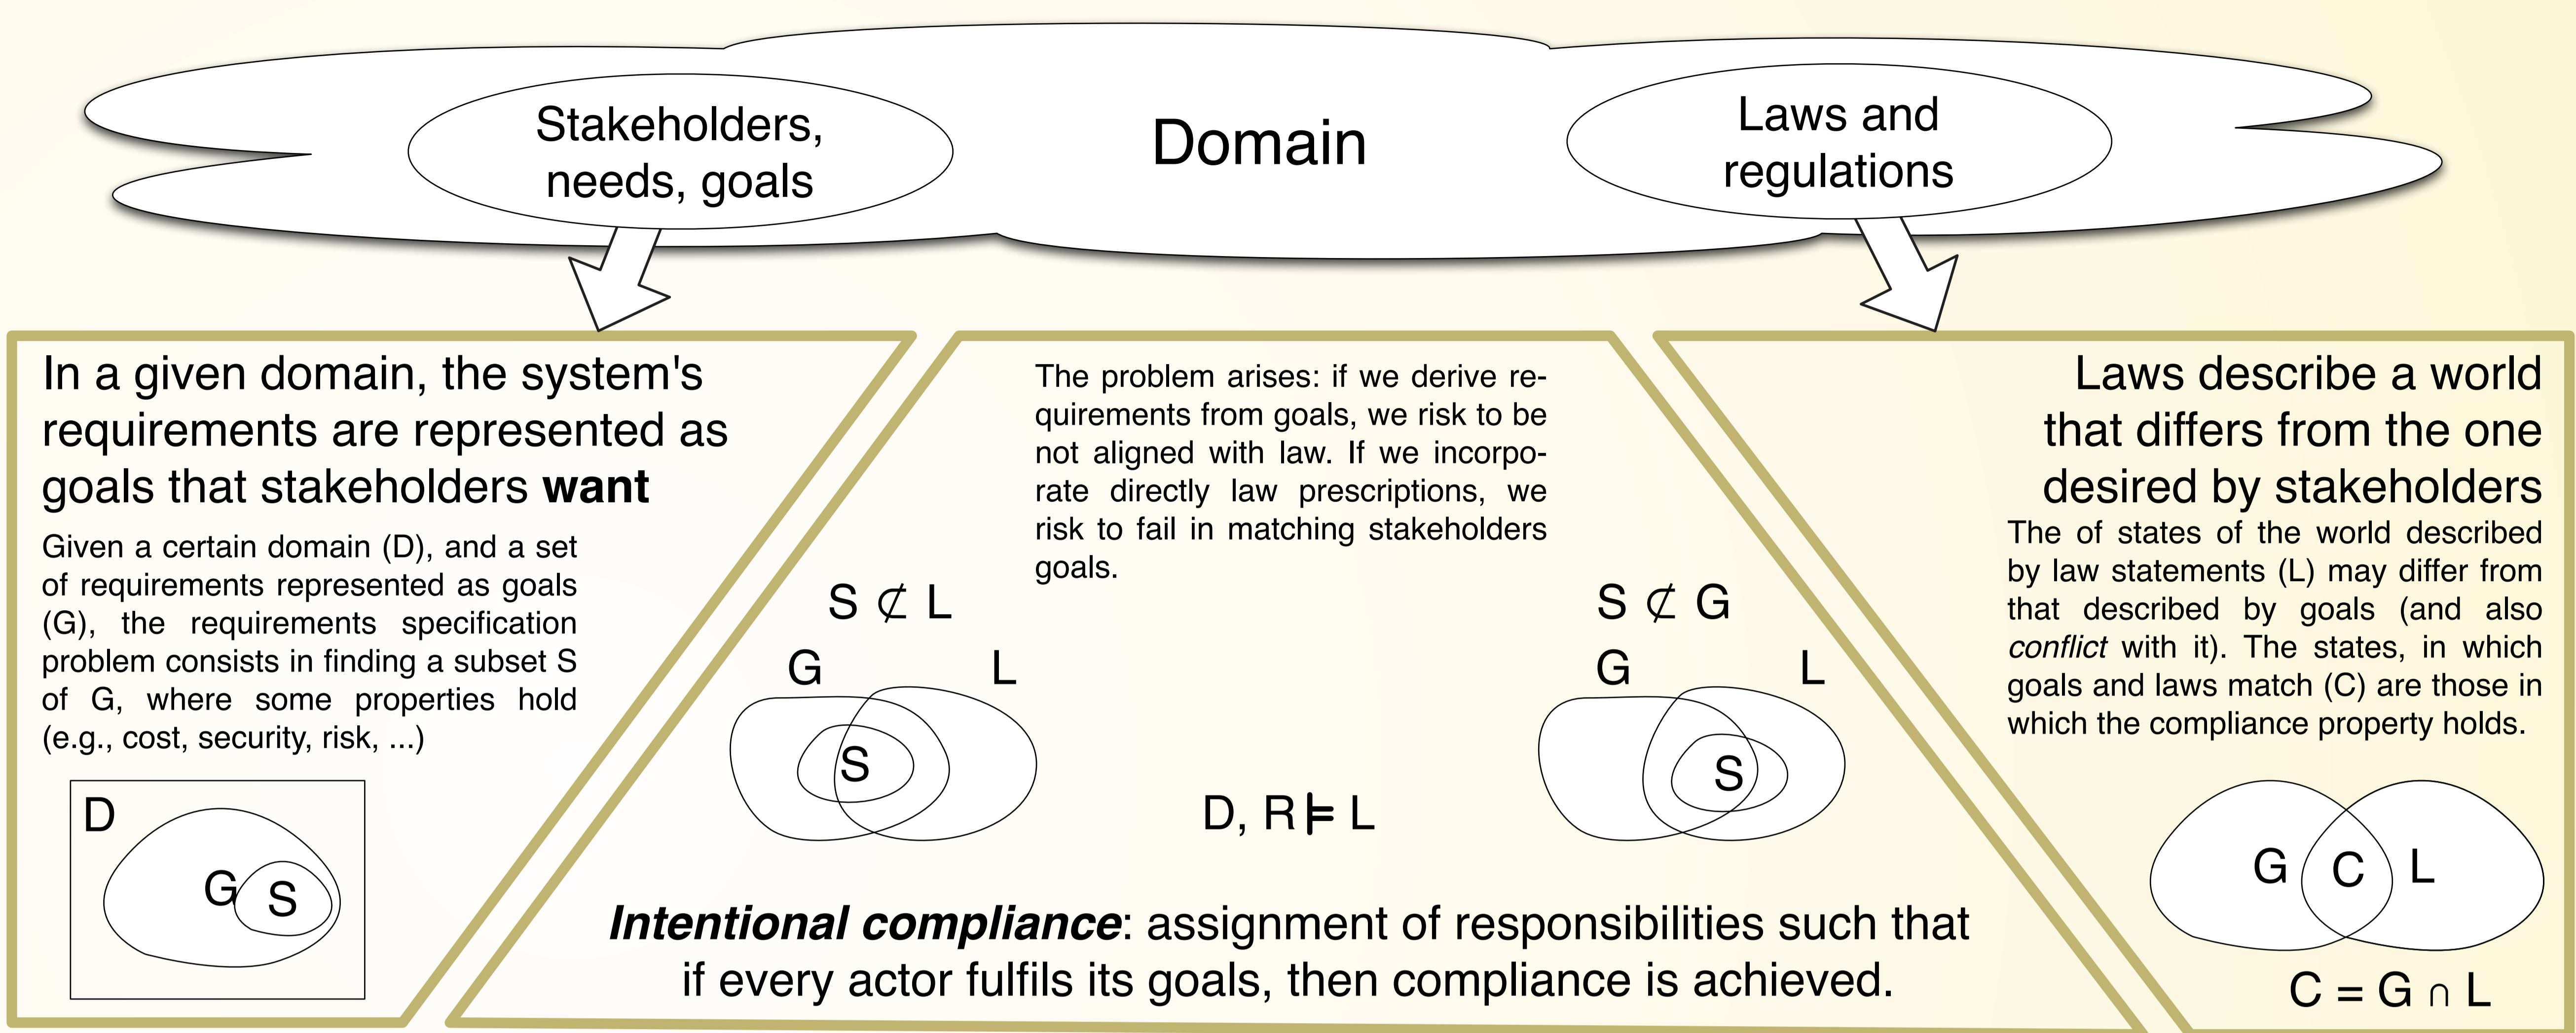 Stakeholders,
needs, goals
Domain
Laws and
regulations
In a given domain, the system's
requirements are represented as
goals that stakeholders want
Given a certain domain (D), and a set
of requirements represented as goals
(G), the requirements specification
problem consists in finding a subset S
of G, where some properties hold
(e.g., cost, security, risk, ...)
D
G
S
The problem arises: if we derive re-
quirements from goals, we risk to be
not aligned with law. If we incorpo-
rate directly law prescriptions, we
risk to fail in matching stakeholders
goals.
S ⊄ L
G
L
S
D, R ⊨ L
S ⊄ G
G
L
S
Intentional compliance: assignment of responsibilities such that
if every actor fulfils its goals, then compliance is achieved.
Laws describe a world
that differs from the one
desired by stakeholders
The of states of the world described
by law statements (L) may differ from
that described by goals (and also
conflict with it). The states, in which
goals and laws match (C) are those in
which the compliance property holds.
G
C
L
C = G ∩ L